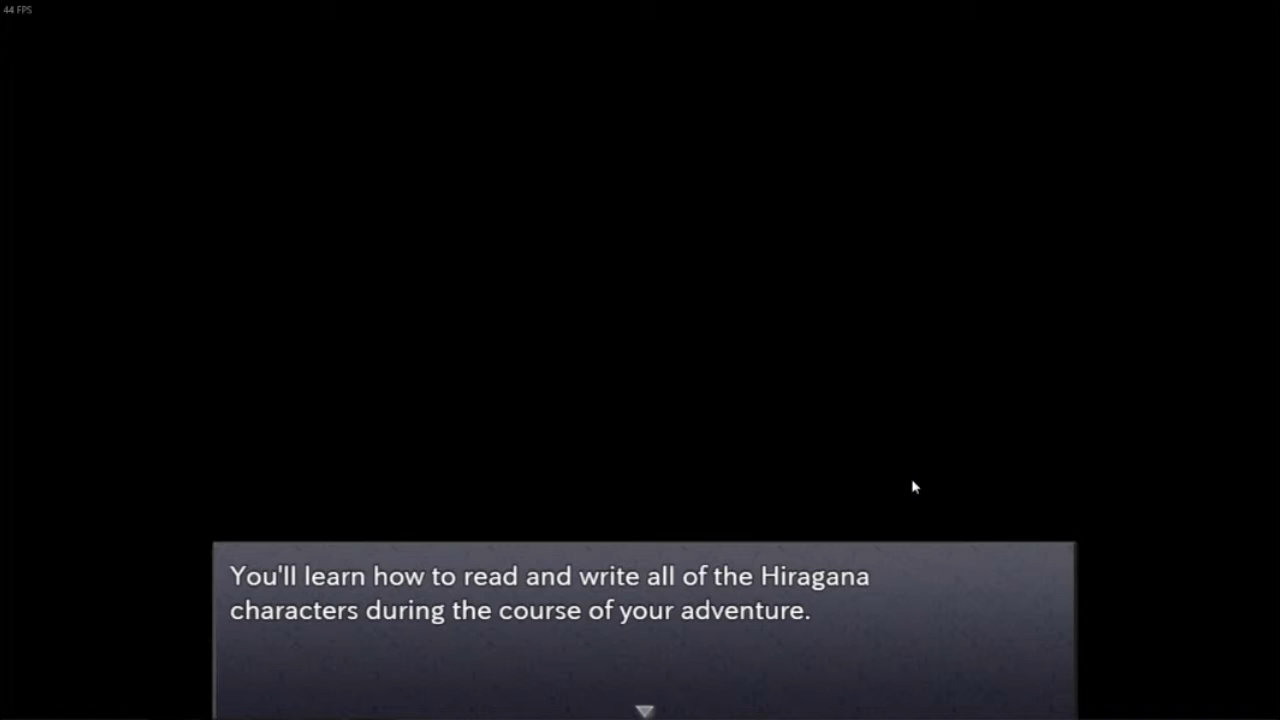 44 FPS
You'll learn how to read and write all of the Hiragana
characters during the course of your adventure.